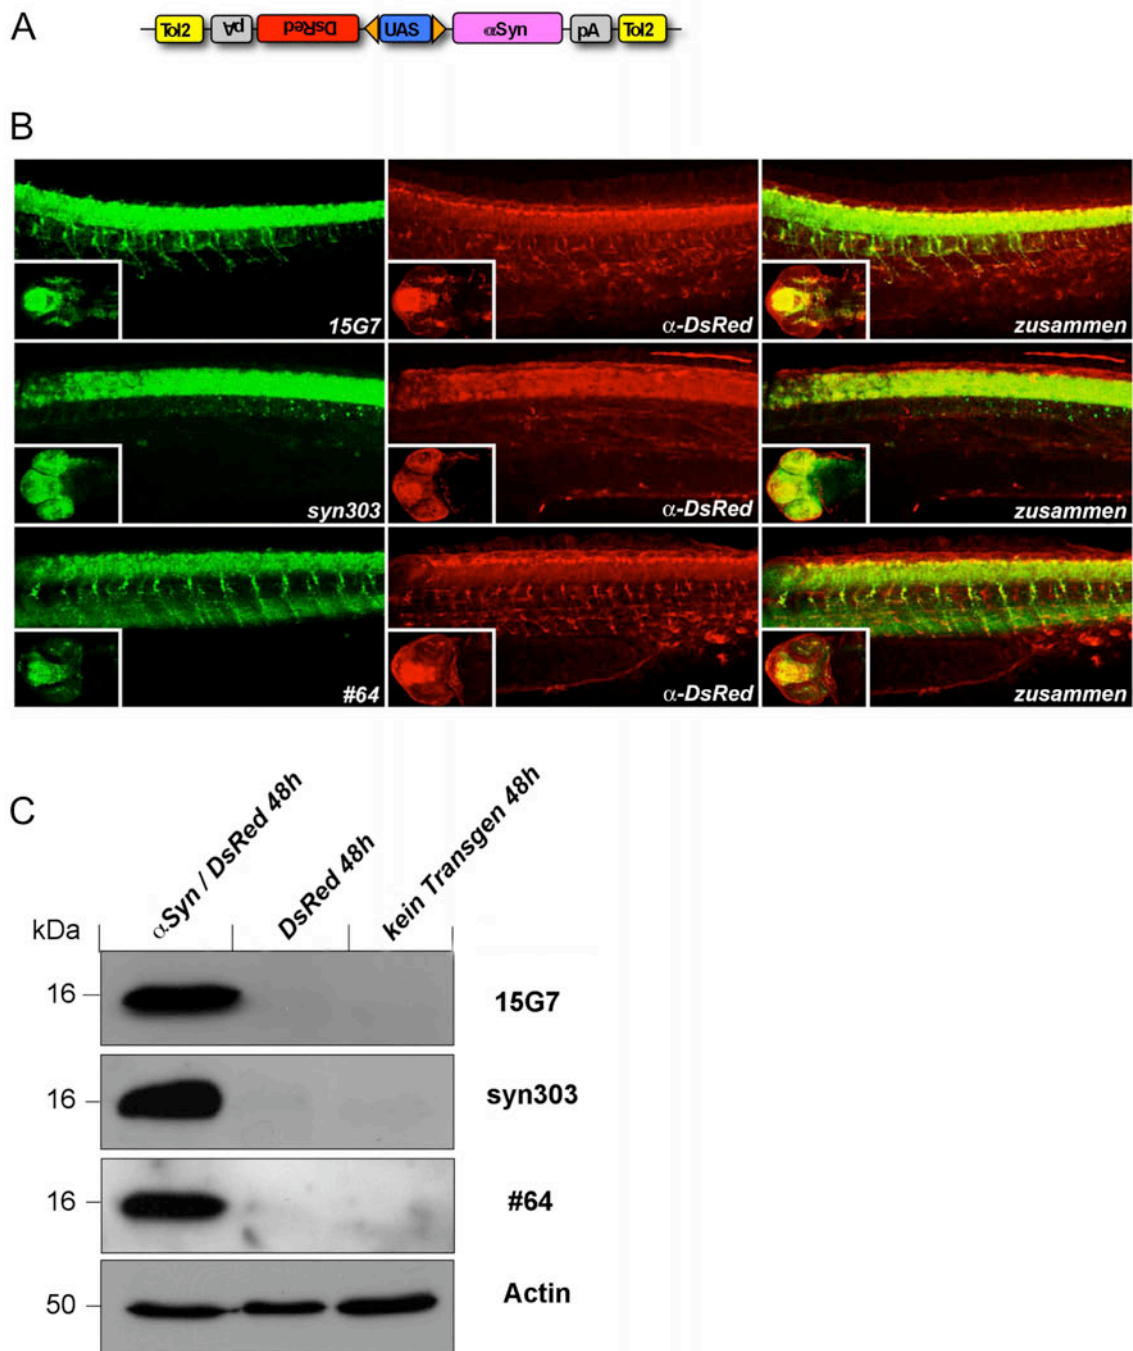 A
Tol2 pA DsRed UAS αSyn pA Tol2
B
15G7 α-DsRed zusammen
syn303 α-DsRed zusammen
#64 α-DsRed zusammen
C
αSyn / DsRed 48h DsRed 48h kein Transgen 48h
kDa
16 15G7
16 syn303
16 #64
50 Actin